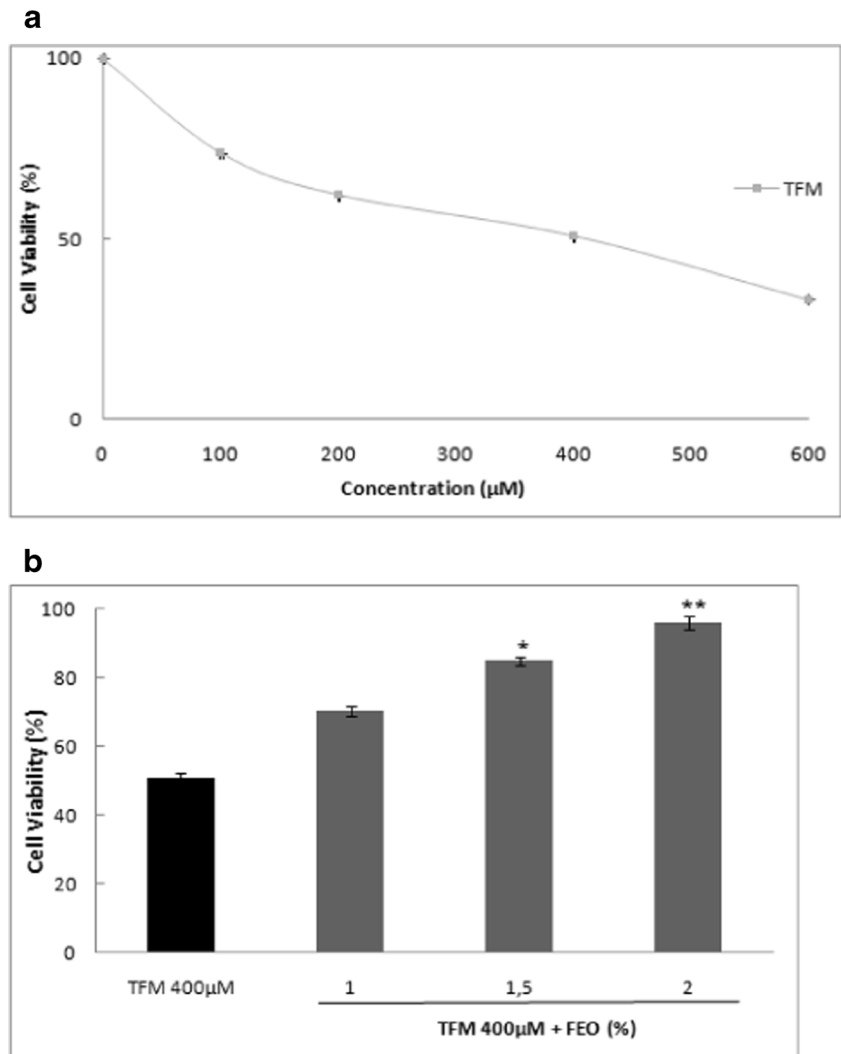 a
100
50
0
Cell Viability (%)
TFM
0 100 200 300 400 500 600
Concentration (µM)
b
100
80
60
40
20
0
Cell Viability (%)
*
**
TFM 400µM 1 1,5 2
TFM 400µM + FEO (%)